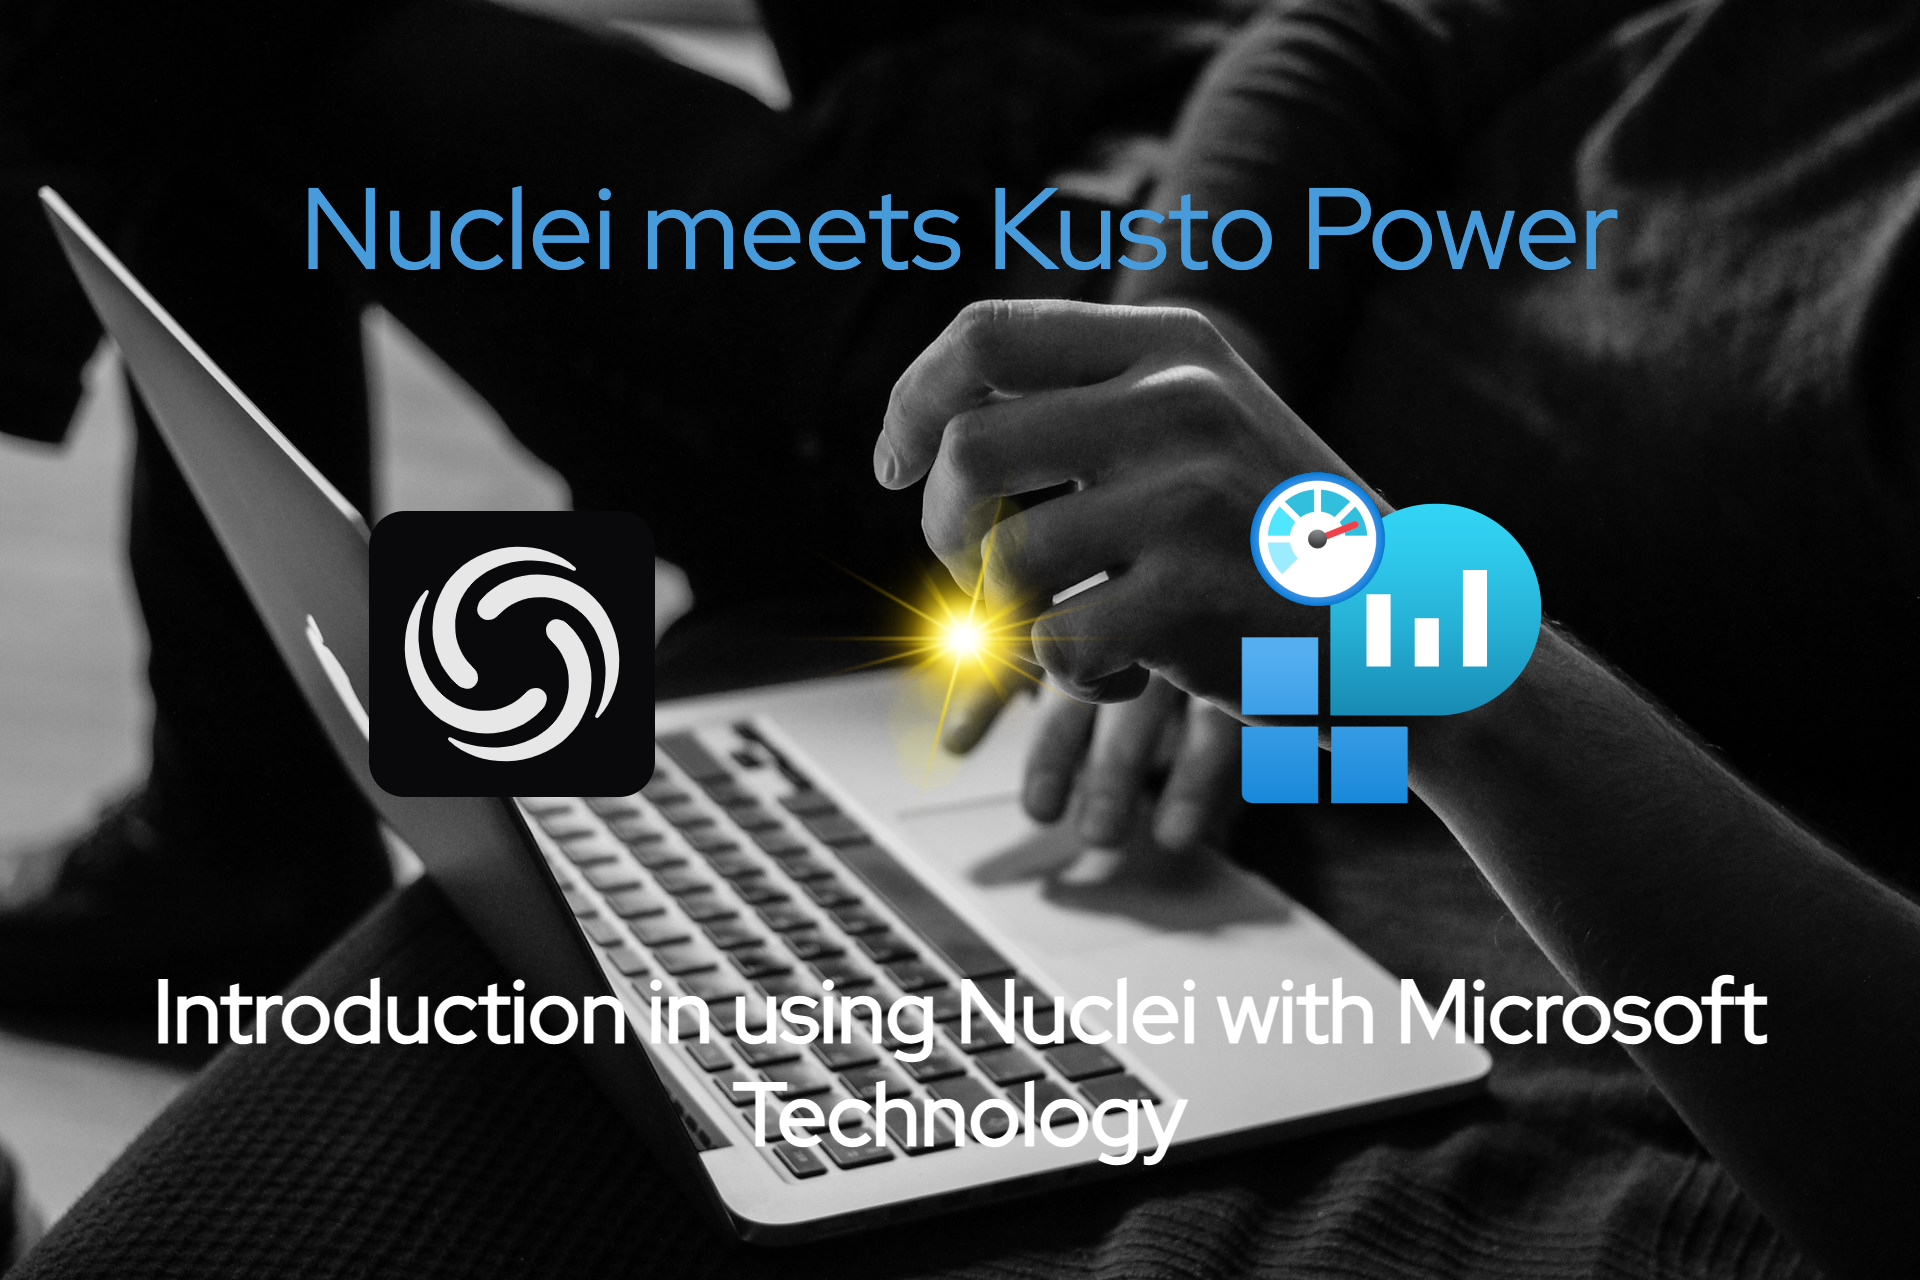 Nuclei meets Kusto Power
Introduction in using Nuclei with Microsoft
Technology